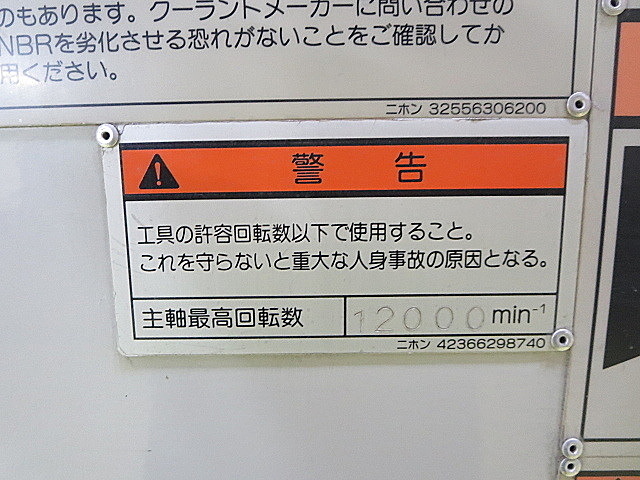 のもあります。クーラントメーカーに問い合わせの
NBRを劣化させる恐れがないことをご確認してか
用ください。
ニホン 32556306200
警 告
工具の許容回転数以下で使用すること。
これを守らないと重大な人身事故の原因となる。
主軸最高回転数 12000 min⁻¹
ニホン 42366298740